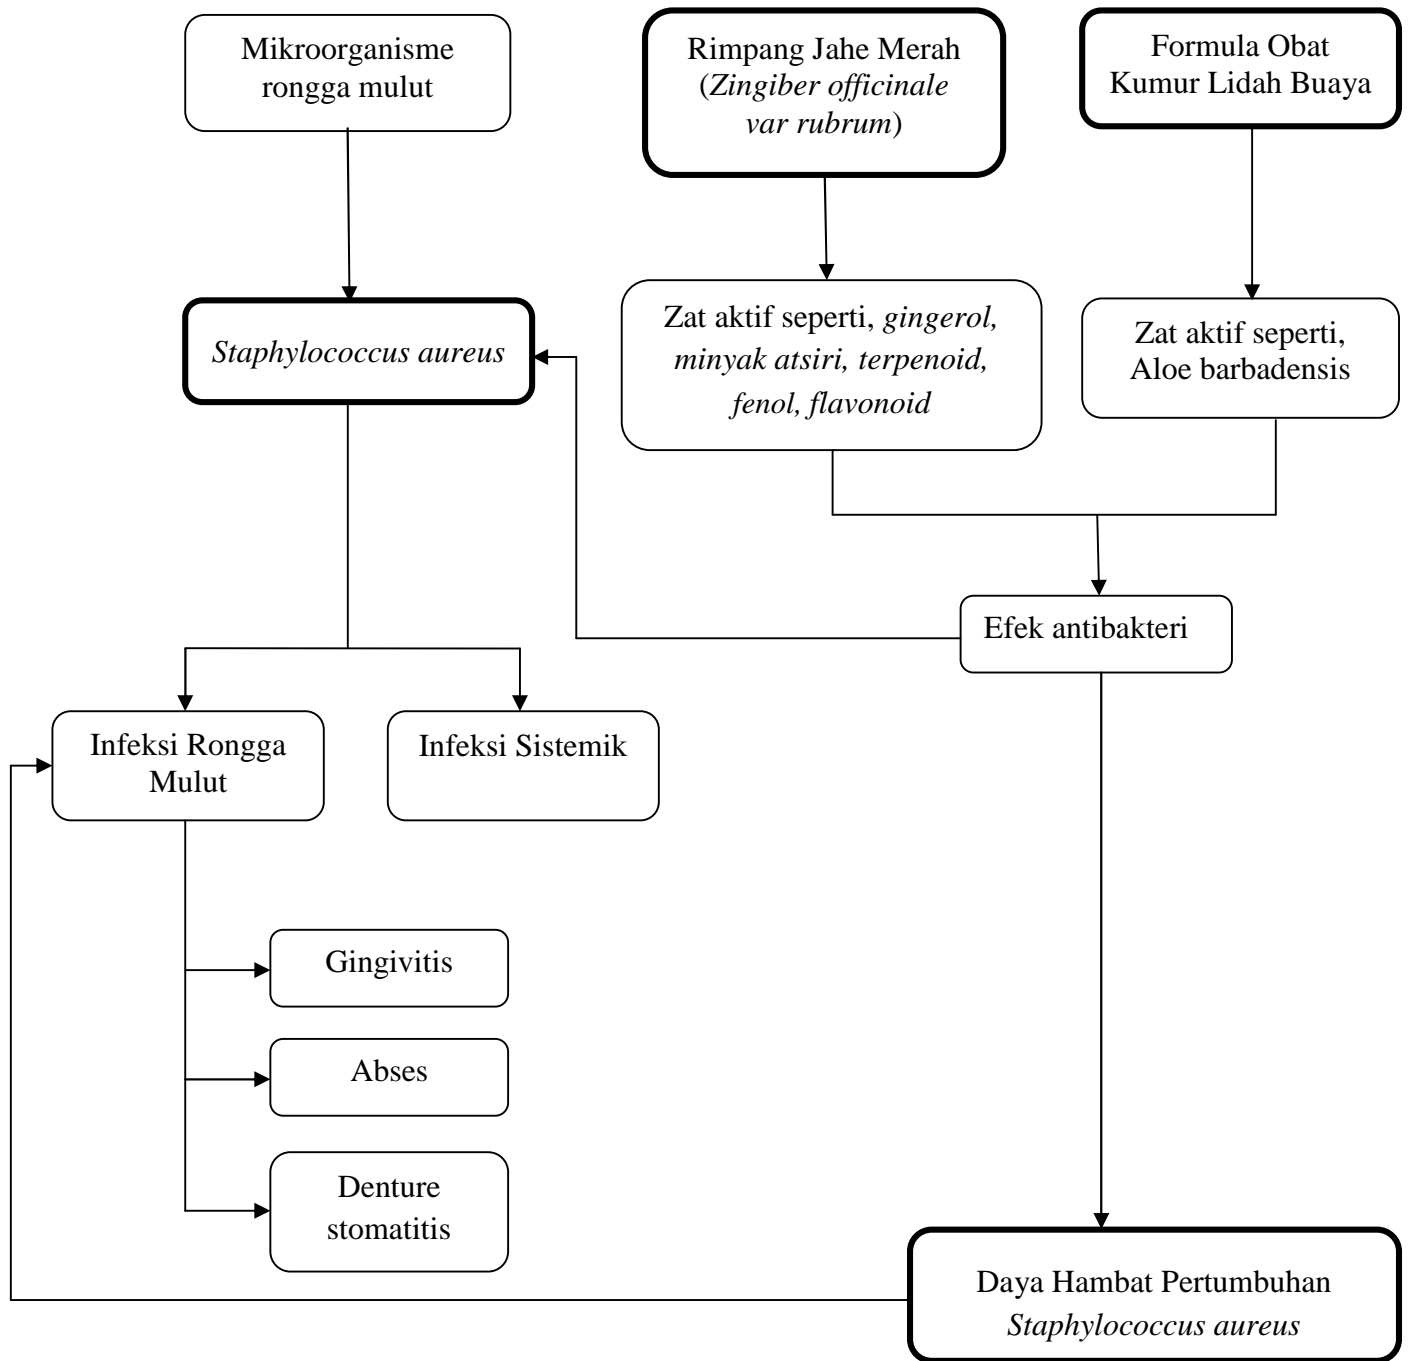 Mikroorganisme
rongga mulut
Rimpang Jahe Merah
(Zingiber officinale
var rubrum)
Formula Obat
Kumur Lidah Buaya
Staphylococcus aureus
Zat aktif seperti, gingerol,
minyak atsiri, terpenoid,
fenol, flavonoid
Zat aktif seperti,
Aloe barbadensis
Efek antibakteri
Infeksi Rongga
Mulut
Infeksi Sistemik
Gingivitis
Abses
Denture
stomatitis
Daya Hambat Pertumbuhan
Staphylococcus aureus